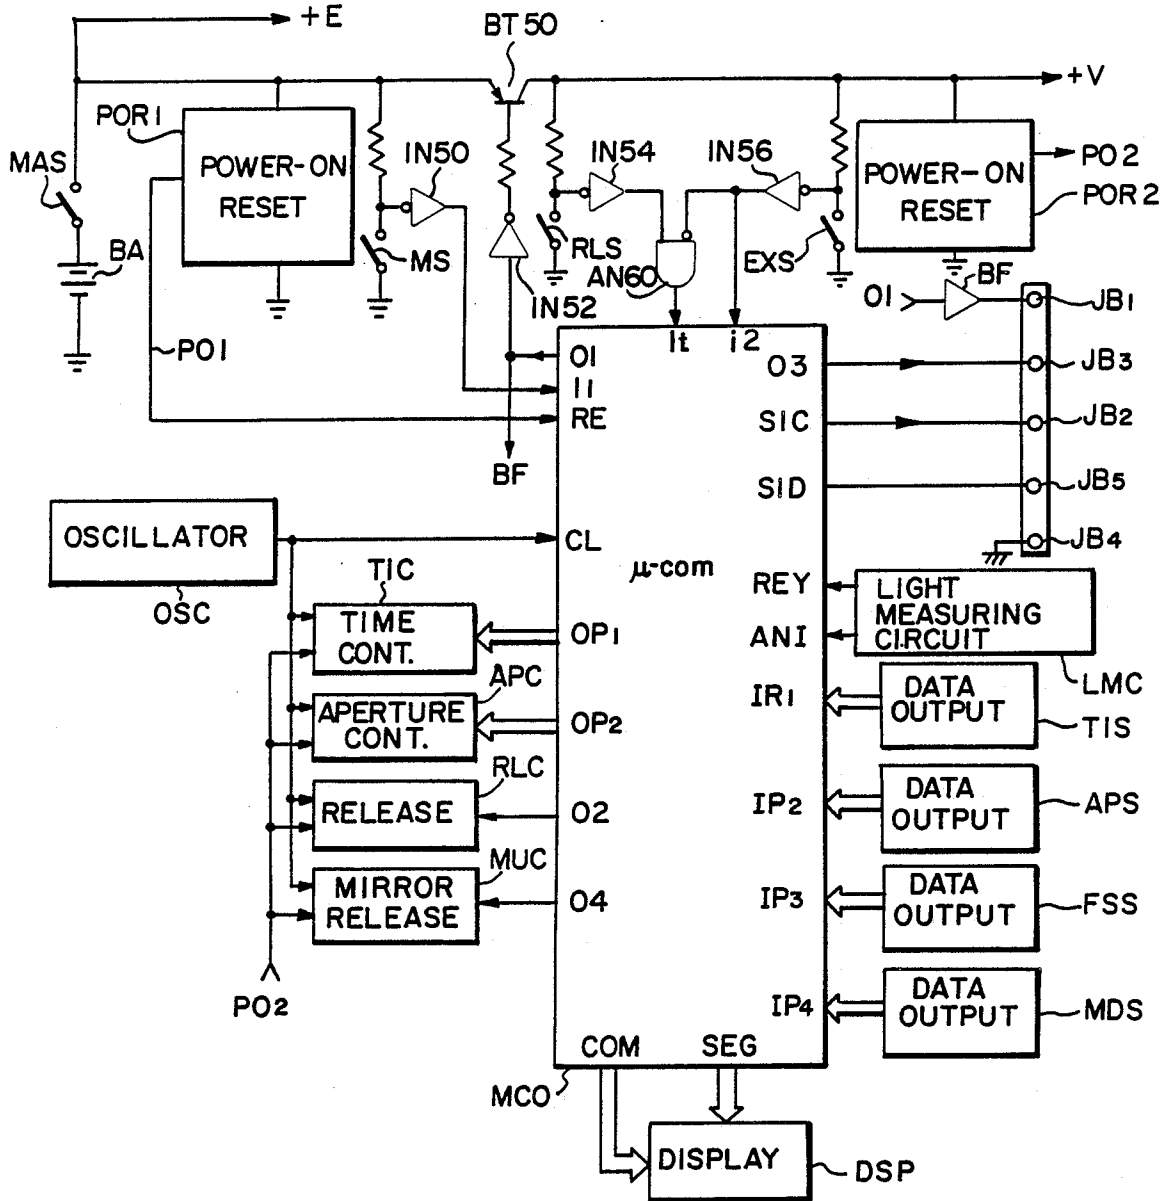 +E
BT50
+V
POR1
POWER-ON
RESET
MAS
BA
PO1
IN50
MS
IN52
IN54
RLS
AN60
IN56
EXS
POWER-ON
RESET
PO2
POR2
O1
BF
JB1
JB3
JB2
JB5
JB4
It
i2
O1
I1
RE
BF
O3
SIC
SID
OSCILLATOR
OSC
CL
μ-com
TIC
TIME
CONT.
OP1
APC
APERTURE
CONT.
OP2
RLC
RELEASE
O2
MUC
MIRROR
RELEASE
O4
PO2
REY
ANI
LIGHT
MEASURING
CIRCUIT
LMC
IR1
DATA
OUTPUT
TIS
IP2
DATA
OUTPUT
APS
IP3
DATA
OUTPUT
FSS
IP4
DATA
OUTPUT
MDS
COM
SEG
MCO
DISPLAY
DSP